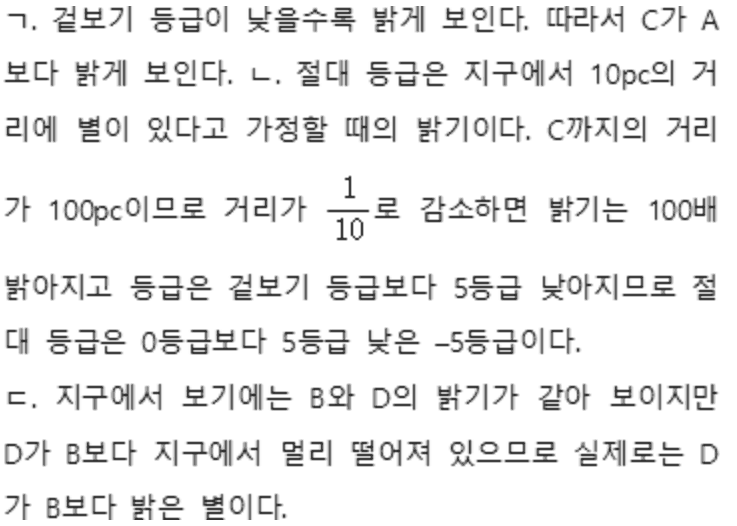 ㄱ. 겉보기 등급이 낮을수록 밝게 보인다. 따라서 C가 A
보다 밝게 보인다. ㄴ. 절대 등급은 지구에서 10pc의 거
리에 별이 있다고 가정할 때의 밝기이다. C까지의 거리
가 100pc이므로 거리가 1/10로 감소하면 밝기는 100배
밝아지고 등급은 겉보기 등급보다 5등급 낮아지므로 절
대 등급은 0등급보다 5등급 낮은 –5등급이다.
ㄷ. 지구에서 보기에는 B와 D의 밝기가 같아 보이지만
D가 B보다 지구에서 멀리 떨어져 있으므로 실제로는 D
가 B보다 밝은 별이다.